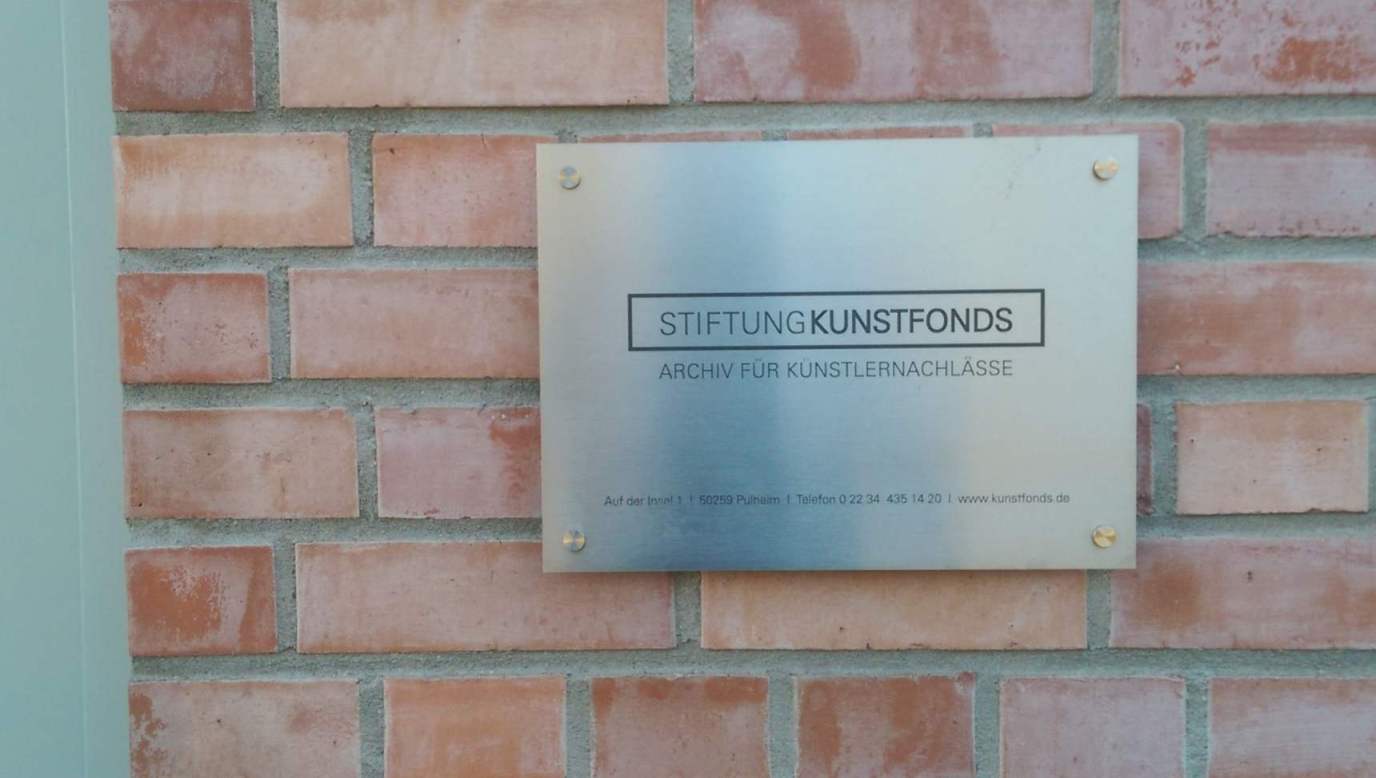 STIFTUNGKUNSTFONDS
ARCHIV FÜR KÜNSTLERNACHLÄSSE
Auf der Insel 1 | 50259 Pulheim | Telefon 0 22 34 435 14 20 | www.kunstfonds.de